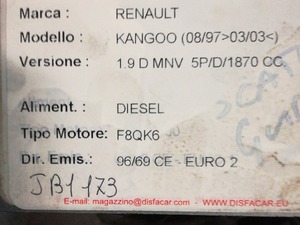 Marca : RENAULT
Modello : KANGOO (08/97>03/03<)
Versione : 1.9 D MNV 5P/D/1870 CC
Aliment. : DIESEL
Tipo Motore: F8QK6
Dir. Emis.: 96/69 CE - EURO 2
JB1173
E-mail: magazzino@disfacar.eu - WWW.DISFACAR.EU